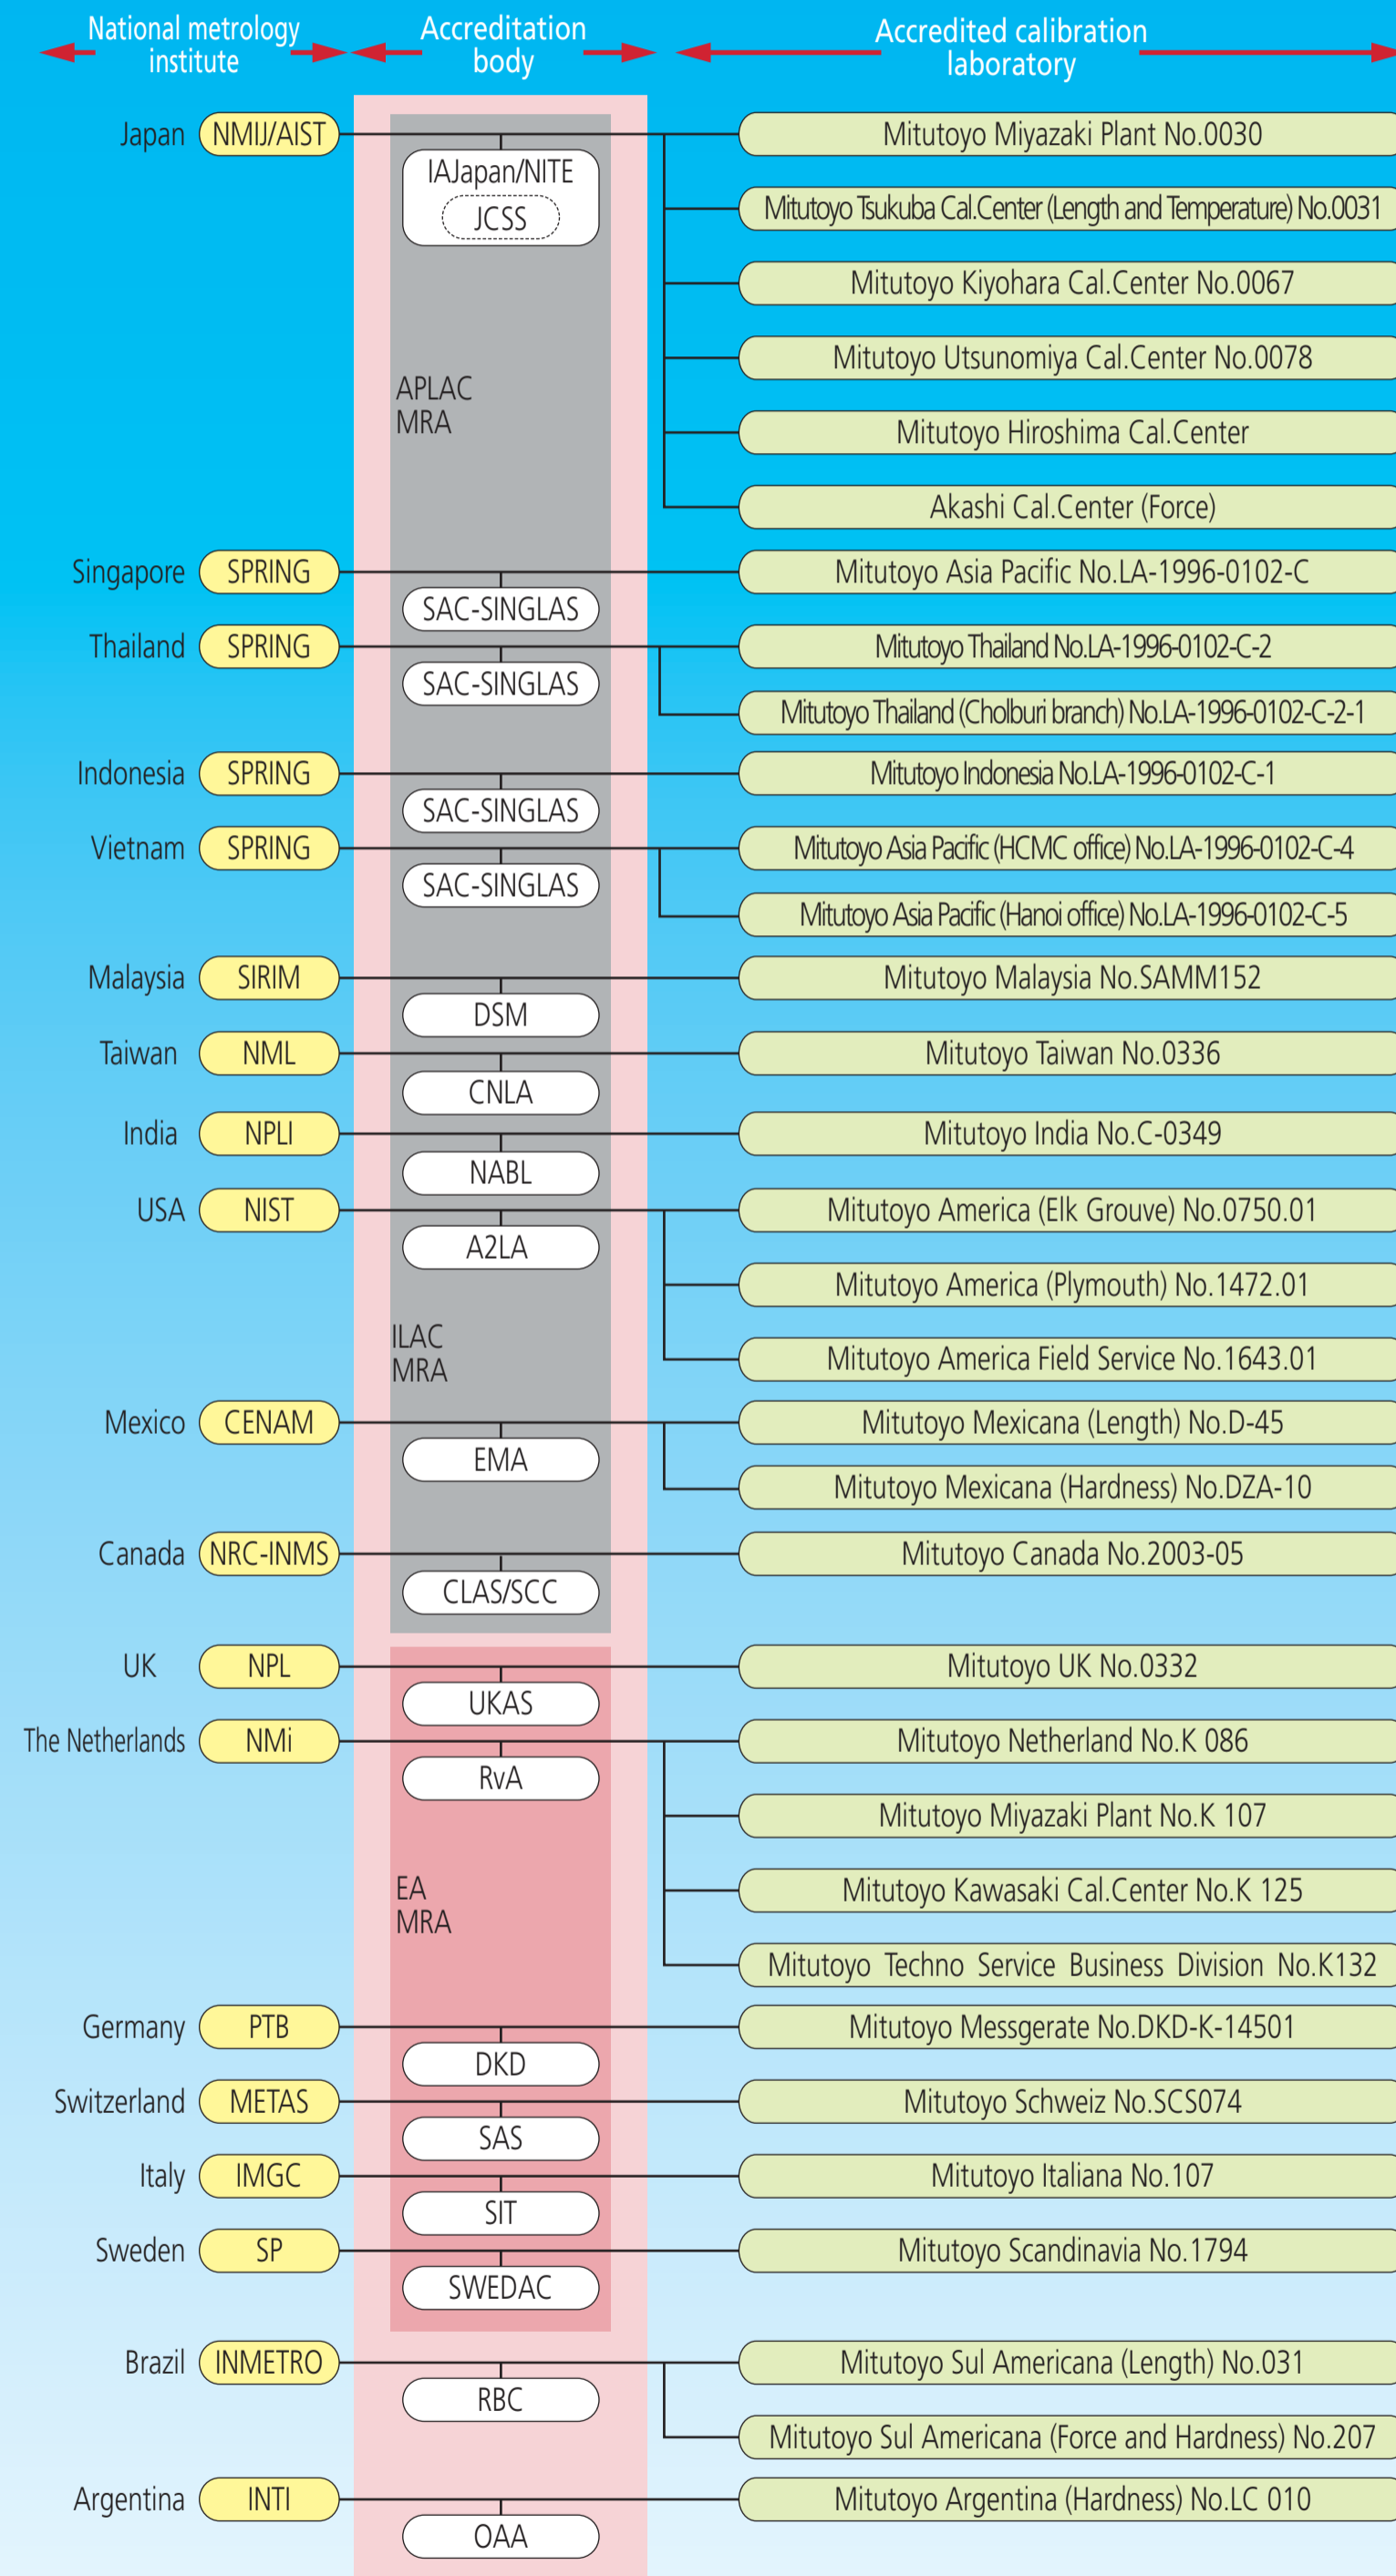 National metrology
institute
Accreditation
body
Accredited calibration
laboratory
Japan NMIJ/AIST Mitutoyo Miyazaki Plant No.0030
IAJapan/NITE
JCSS
Mitutoyo Tsukuba Cal.Center (Length and Temperature) No.0031
Mitutoyo Kiyohara Cal.Center No.0067
Mitutoyo Utsunomiya Cal.Center No.0078
APLAC
MRA
Mitutoyo Hiroshima Cal.Center
Akashi Cal.Center (Force)
Singapore SPRING Mitutoyo Asia Pacific No.LA-1996-0102-C
SAC-SINGLAS
Thailand SPRING Mitutoyo Thailand No.LA-1996-0102-C-2
SAC-SINGLAS
Mitutoyo Thailand (Cholburi branch) No.LA-1996-0102-C-2-1
Indonesia SPRING Mitutoyo Indonesia No.LA-1996-0102-C-1
SAC-SINGLAS
Vietnam SPRING Mitutoyo Asia Pacific (HCMC office) No.LA-1996-0102-C-4
SAC-SINGLAS
Mitutoyo Asia Pacific (Hanoi office) No.LA-1996-0102-C-5
Malaysia SIRIM Mitutoyo Malaysia No.SAMM152
DSM
Taiwan NML Mitutoyo Taiwan No.0336
CNLA
India NPLI Mitutoyo India No.C-0349
NABL
USA NIST Mitutoyo America (Elk Grouve) No.0750.01
A2LA
Mitutoyo America (Plymouth) No.1472.01
ILAC
MRA
Mitutoyo America Field Service No.1643.01
Mexico CENAM Mitutoyo Mexicana (Length) No.D-45
EMA
Mitutoyo Mexicana (Hardness) No.DZA-10
Canada NRC-INMS Mitutoyo Canada No.2003-05
CLAS/SCC
UK NPL Mitutoyo UK No.0332
UKAS
The Netherlands NMi Mitutoyo Netherland No.K 086
RvA
Mitutoyo Miyazaki Plant No.K 107
EA
MRA
Mitutoyo Kawasaki Cal.Center No.K 125
Mitutoyo Techno Service Business Division No.K132
Germany PTB Mitutoyo Messgerate No.DKD-K-14501
DKD
Switzerland METAS Mitutoyo Schweiz No.SCS074
SAS
Italy IMGC Mitutoyo Italiana No.107
SIT
Sweden SP Mitutoyo Scandinavia No.1794
SWEDAC
Brazil INMETRO Mitutoyo Sul Americana (Length) No.031
RBC
Mitutoyo Sul Americana (Force and Hardness) No.207
Argentina INTI Mitutoyo Argentina (Hardness) No.LC 010
OAA